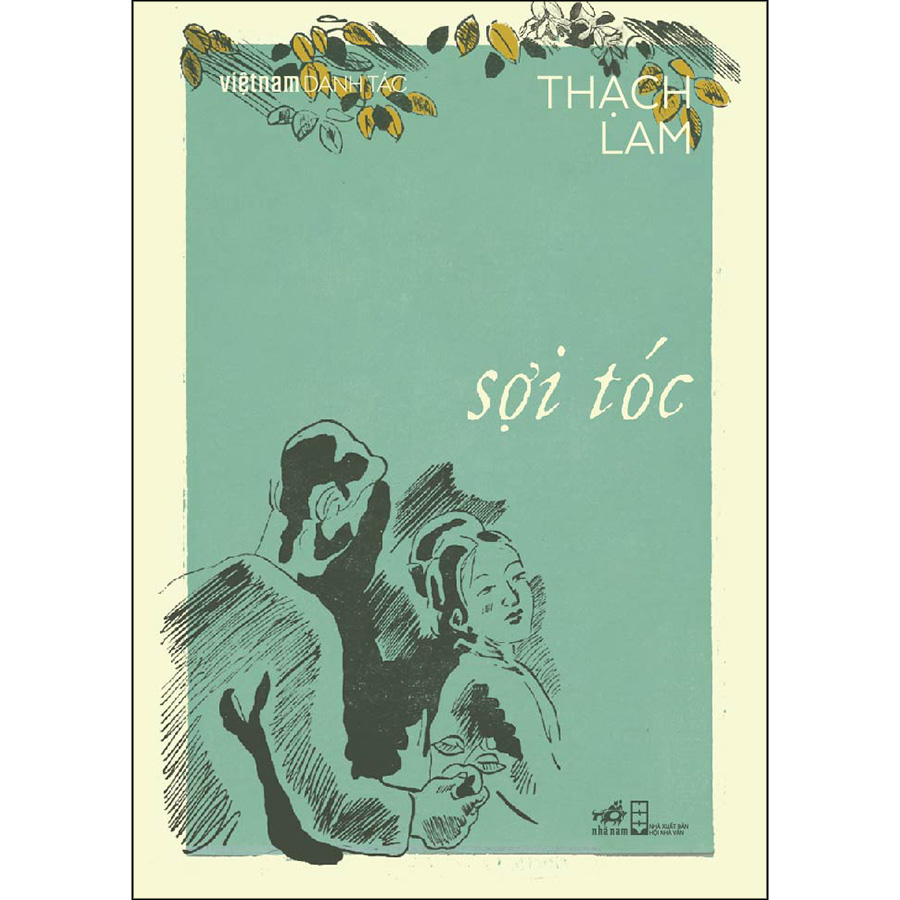 việtnam DANH TÁC
THẠCH
LAM
sợi tóc
nhã nam
NHÀ XUẤT BẢN
HỘI NHÀ VĂN